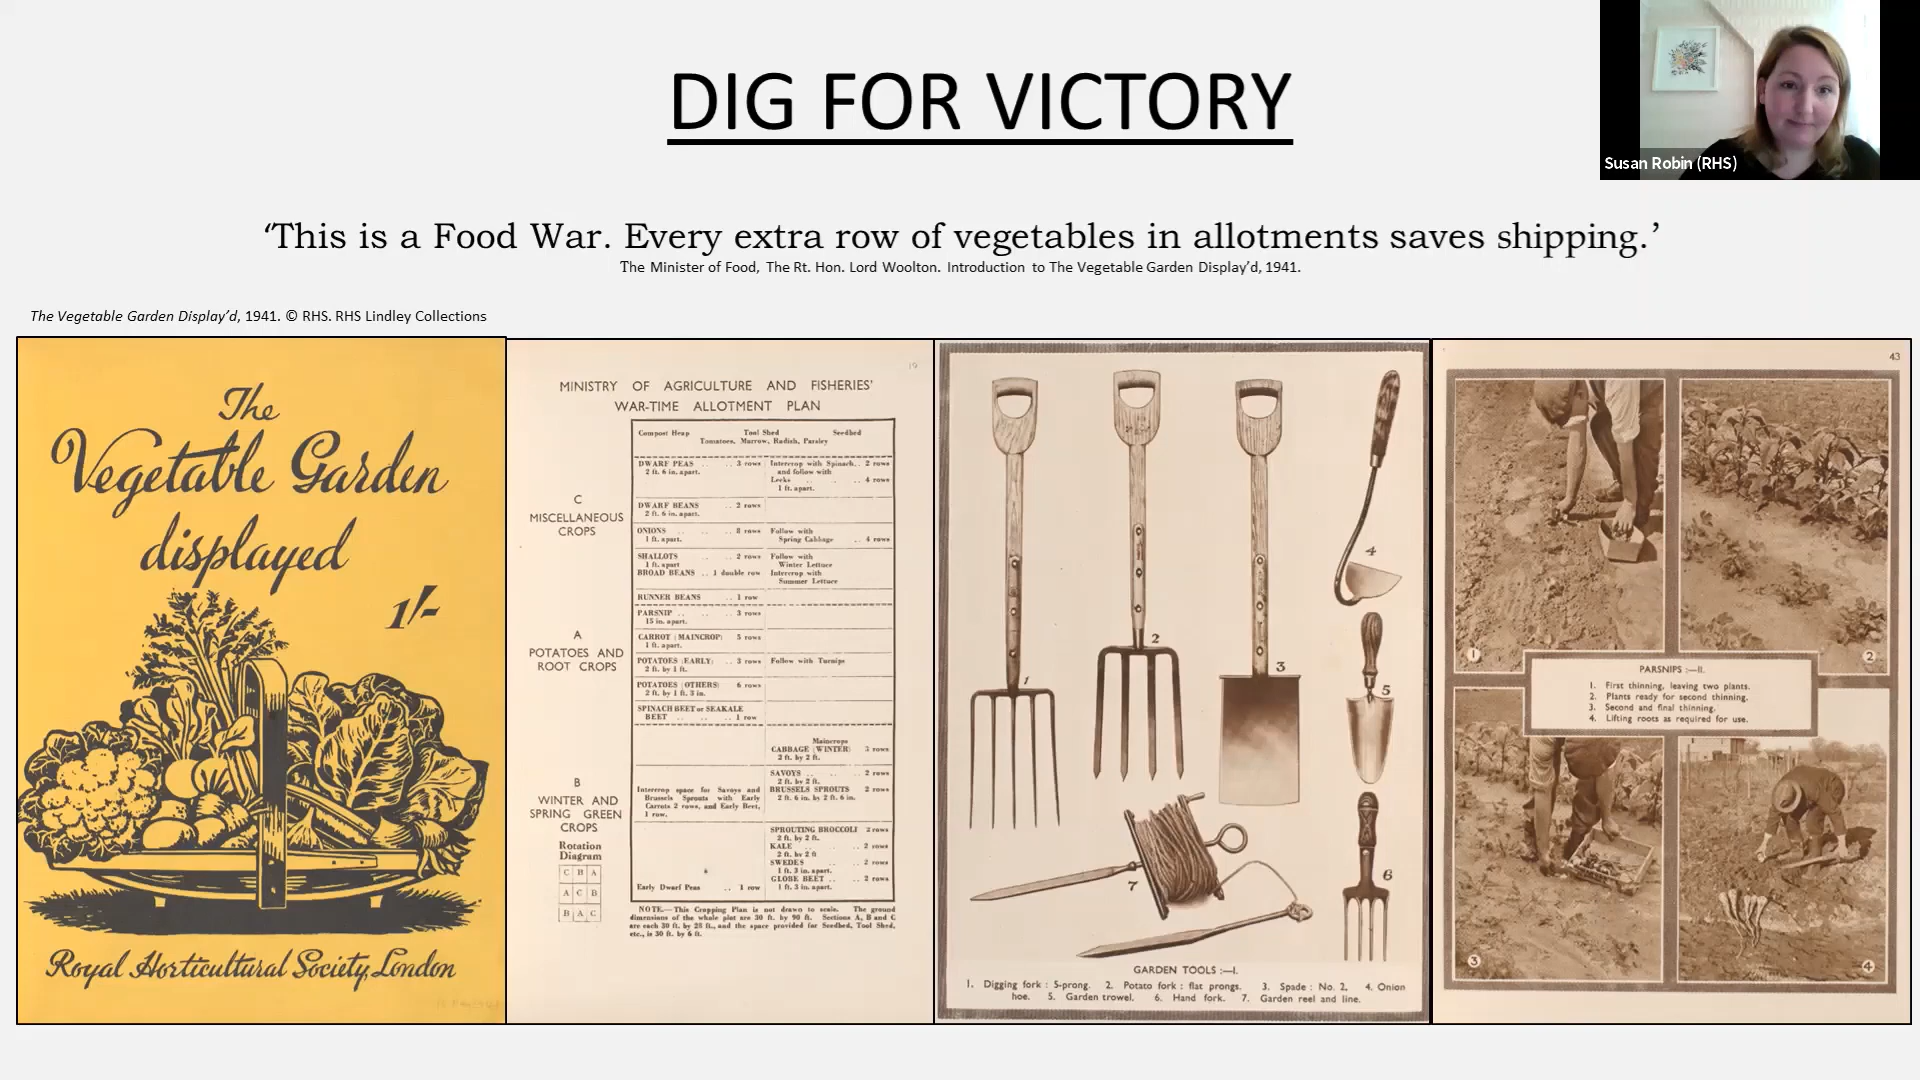 DIG FOR VICTORY
Susan Robin (RHS)
‘This is a Food War. Every extra row of vegetables in allotments saves shipping.’
The Minister of Food, The Rt. Hon. Lord Woolton. Introduction to The Vegetable Garden Display’d, 1941.
The Vegetable Garden Display’d, 1941. © RHS. RHS Lindley Collections
The
Vegetable Garden
displayed
1/-
Royal Horticultural Society, London
19
MINISTRY OF AGRICULTURE AND FISHERIES’
WAR-TIME ALLOTMENT PLAN
Compost Heap Tool Shed Seedbed
Tomatoes, Marrow, Radish, Parsley
C
MISCELLANEOUS
CROPS
DWARF PEAS .. .. 3 rows
2 ft. 6 in. apart.
Intercrop with Spinach.. 2 rows
and follow with
Leeks .. .. 4 rows
1 ft. apart.
DWARF BEANS .. 2 rows
2 ft. 6 in. apart.
ONIONS .. .. 8 rows
1 ft. apart.
Follow with
Spring Cabbage .. 4 rows
SHALLOTS .. .. 2 rows
1 ft. apart
BROAD BEANS .. 1 double row
Follow with
Winter Lettuce
Intercrop with
Summer Lettuce
RUNNER BEANS .. 1 row
A
POTATOES AND
ROOT CROPS
PARSNIP .. .. 3 rows
15 in. apart.
CARROT (MAINCROP) 5 rows
1 ft. apart.
POTATOES (EARLY) .. 3 rows Follow with Turnips
2 ft. by 1 ft.
POTATOES (OTHERS) 6 rows
2 ft. by 1 ft. 3 in.
SPINACH BEET or SEAKALE
BEET .. .. .. 1 row
B
WINTER AND
SPRING GREEN
CROPS
Maincrops
CABBAGE (WINTER) 3 rows
2 ft. by 2 ft.
Intercrop space for Savoys and
Brussels Sprouts with Early
Carrots 2 rows, and Early Beet,
1 row.
SAVOYS .. .. 2 rows
2 ft. by 2 ft.
BRUSSELS SPROUTS 2 rows
2 ft. 6 in. by 2 ft. 6 in.
SPROUTING BROCCOLI 2 rows
2 ft. by 2 ft.
KALE .. .. 2 rows
2 ft. by 2 ft
SWEDES .. .. 2 rows
1 ft. 3 in. apart.
GLOBE BEET .. .. 2 rows
1 ft. 3 in. apart.
Early Dwarf Peas .. 1 row
Rotation
Diagram
C B A
A C B
B A C
NOTE.—This Cropping Plan is not drawn to scale. The ground
dimensions of the whole plot are 30 ft. by 90 ft. Sections A, B and C
are each 30 ft. by 28 ft., and the space provided for Seedbed, Tool Shed,
etc., is 30 ft. by 6 ft.
1
2
3
4
5
6
7
GARDEN TOOLS :—I.
1. Digging fork : 5-prong. 2. Potato fork : flat prongs. 3. Spade : No. 2. 4. Onion
hoe. 5. Garden trowel. 6. Hand fork. 7. Garden reel and line.
43
1
2
PARSNIPS :—II.
1. First thinning, leaving two plants.
2. Plants ready for second thinning.
3. Second and final thinning.
4. Lifting roots as required for use.
3
4